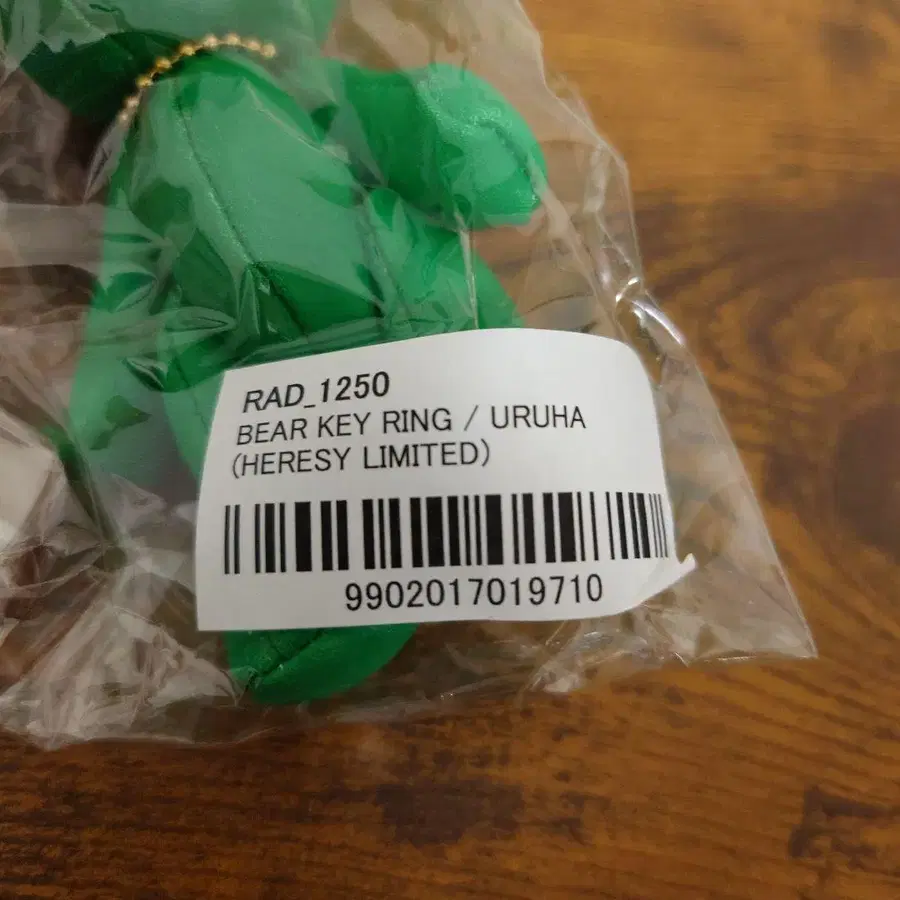 RAD_1250
BEAR KEY RING / URUHA
(HERESY LIMITED)
9902017019710